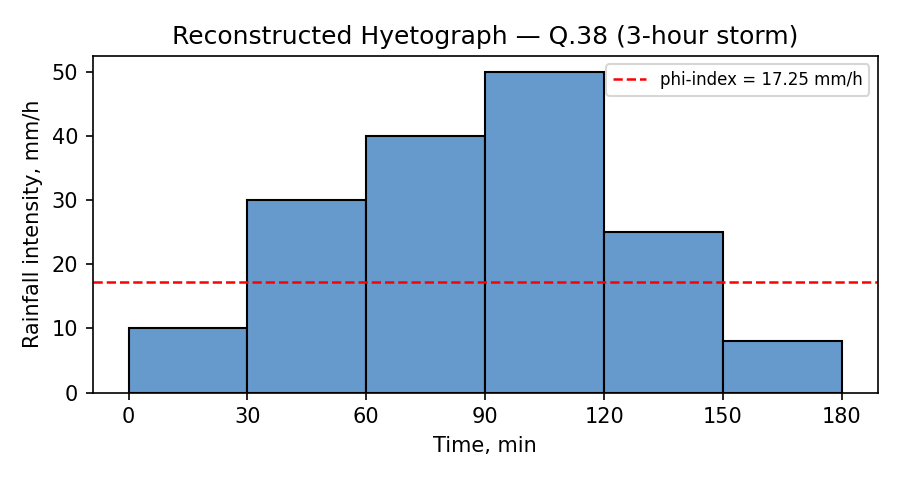 Reconstructed Hyetograph — Q.38 (3-hour storm)
phi-index = 17.25 mm/h
Rainfall intensity, mm/h
50
40
30
20
10
0
0 30 60 90 120 150 180
Time, min